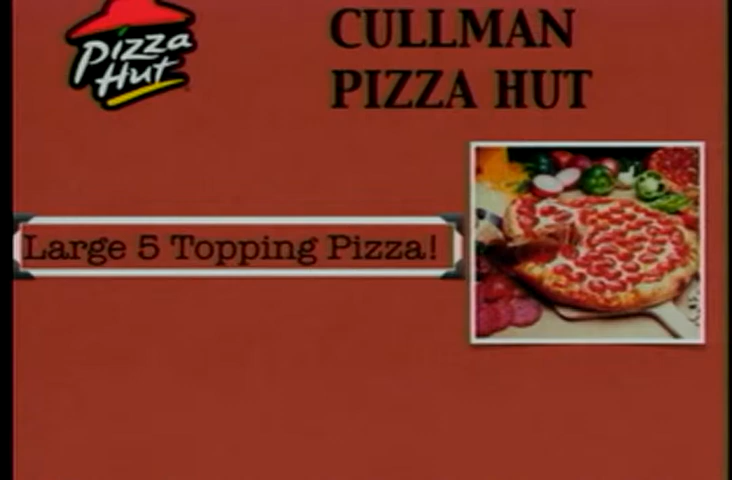 Pizza
Hut
CULLMAN
PIZZA HUT
Large 5 Topping Pizza!